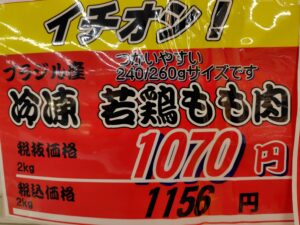 イチオシ!
ブラジル産
つかいやすい
240/260gサイズです
冷凍 若鶏もも肉
税抜価格
2kg
1070円
税込価格
2kg
1156円